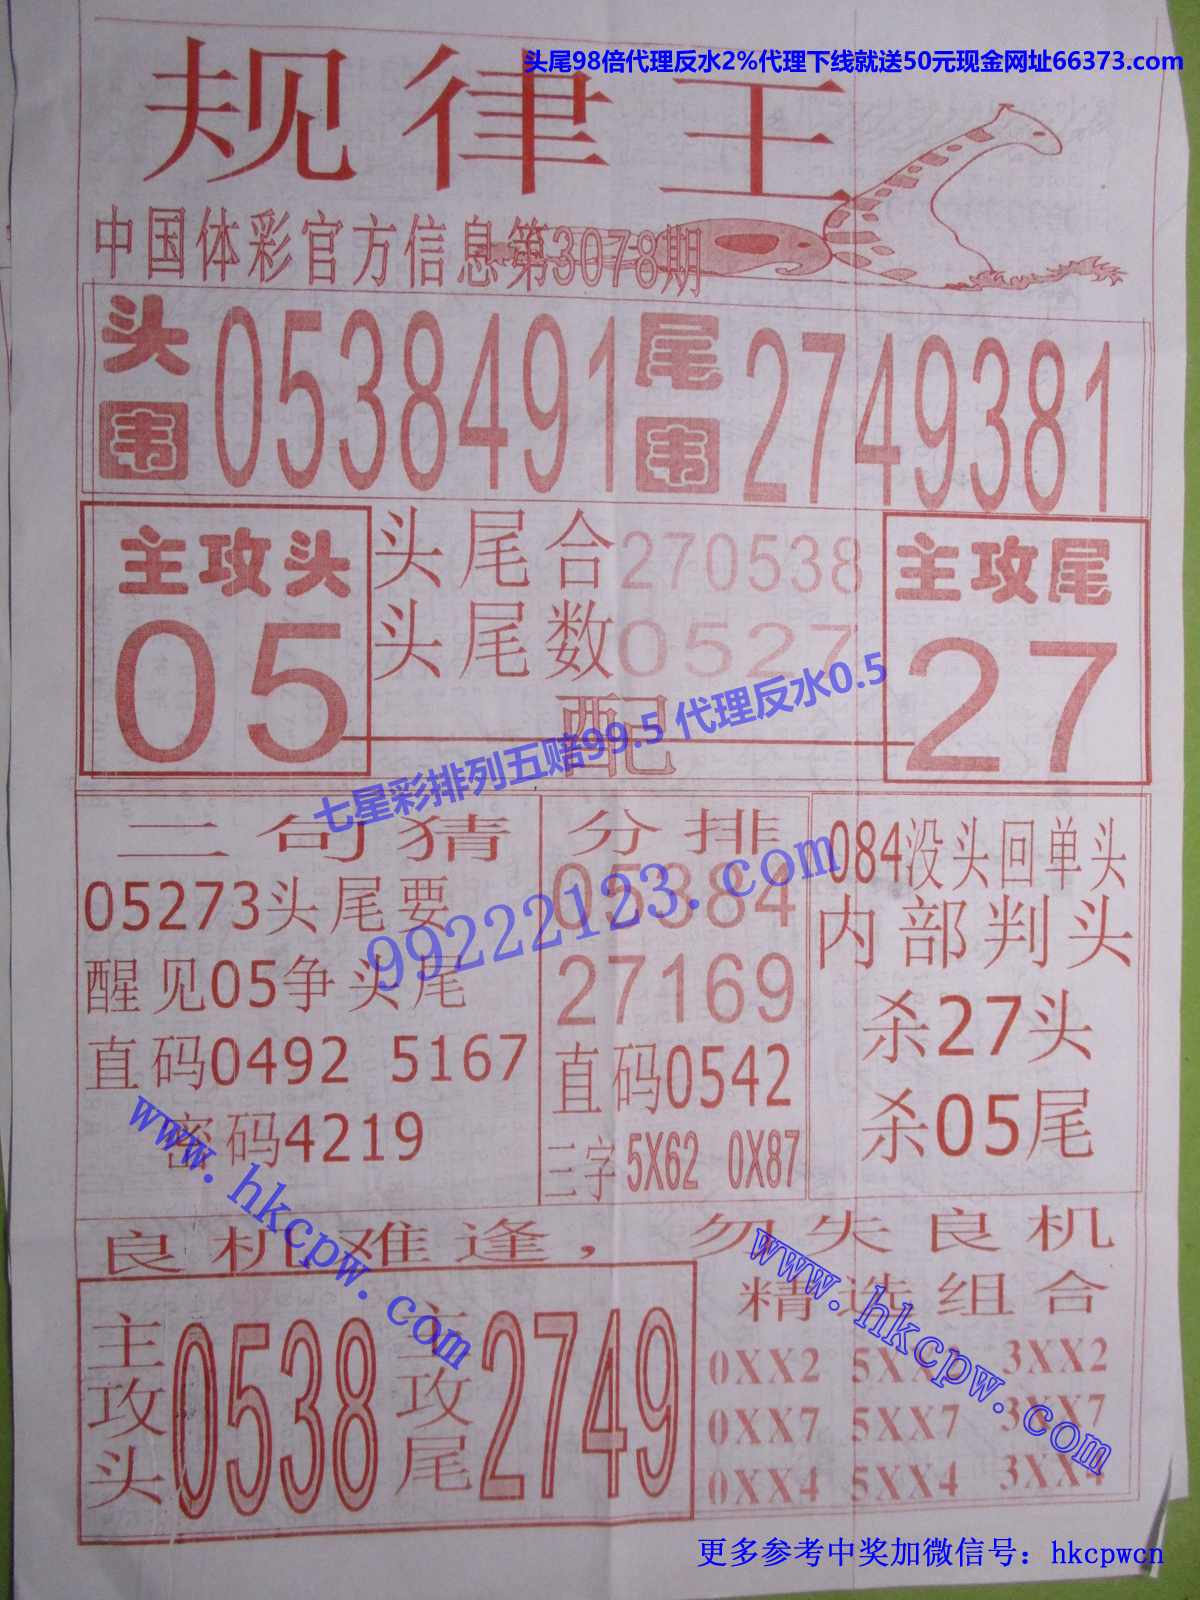 头尾98倍代理反水2%代理下线就送50元现金网址66373.com
规律王
中国体彩官方信息第3078期
头围 0538491 尾围 2749381
主攻头
05
头尾合270538
头尾数0527
配
主攻尾
27
七星彩排列五赔99.5 代理反水0.5
99222123.com
二句猜
05273头尾要
醒见05争头尾
直码0492 5167
密码4219
分排
05384
27169
直码0542
三字5X62 0X87
084没头回单头
内部判头
杀27头
杀05尾
www.hkcpw.com
www.hkcpw.com
良机难逢，勿失良机
主攻头 0538 主攻尾 2749
精选组合
0XX2 5XX2 3XX2
0XX7 5XX7 3XX7
0XX4 5XX4 3XX4
更多参考中奖加微信号：hkcpwcn